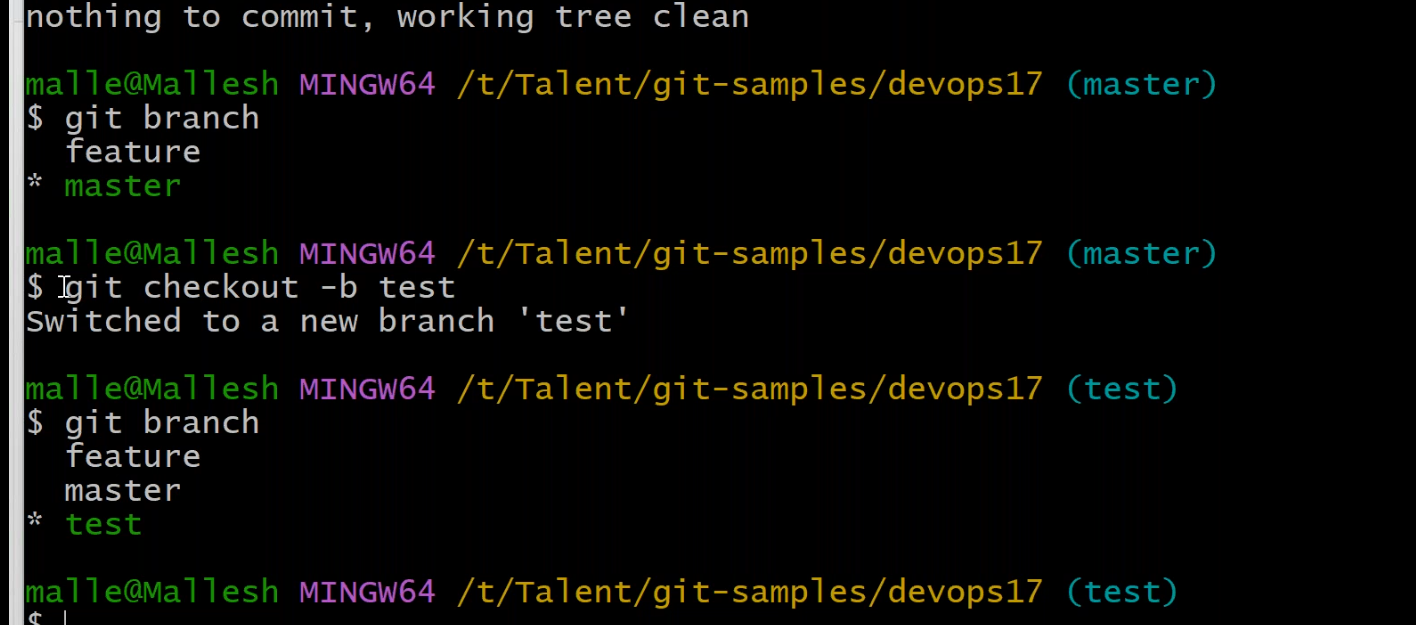 nothing to commit, working tree clean
malle@Mallesh MINGW64 /t/Talent/git-samples/devops17 (master)
$ git branch
  feature
* master
malle@Mallesh MINGW64 /t/Talent/git-samples/devops17 (master)
$ git checkout -b test
Switched to a new branch 'test'
malle@Mallesh MINGW64 /t/Talent/git-samples/devops17 (test)
$ git branch
  feature
  master
* test
malle@Mallesh MINGW64 /t/Talent/git-samples/devops17 (test)
$